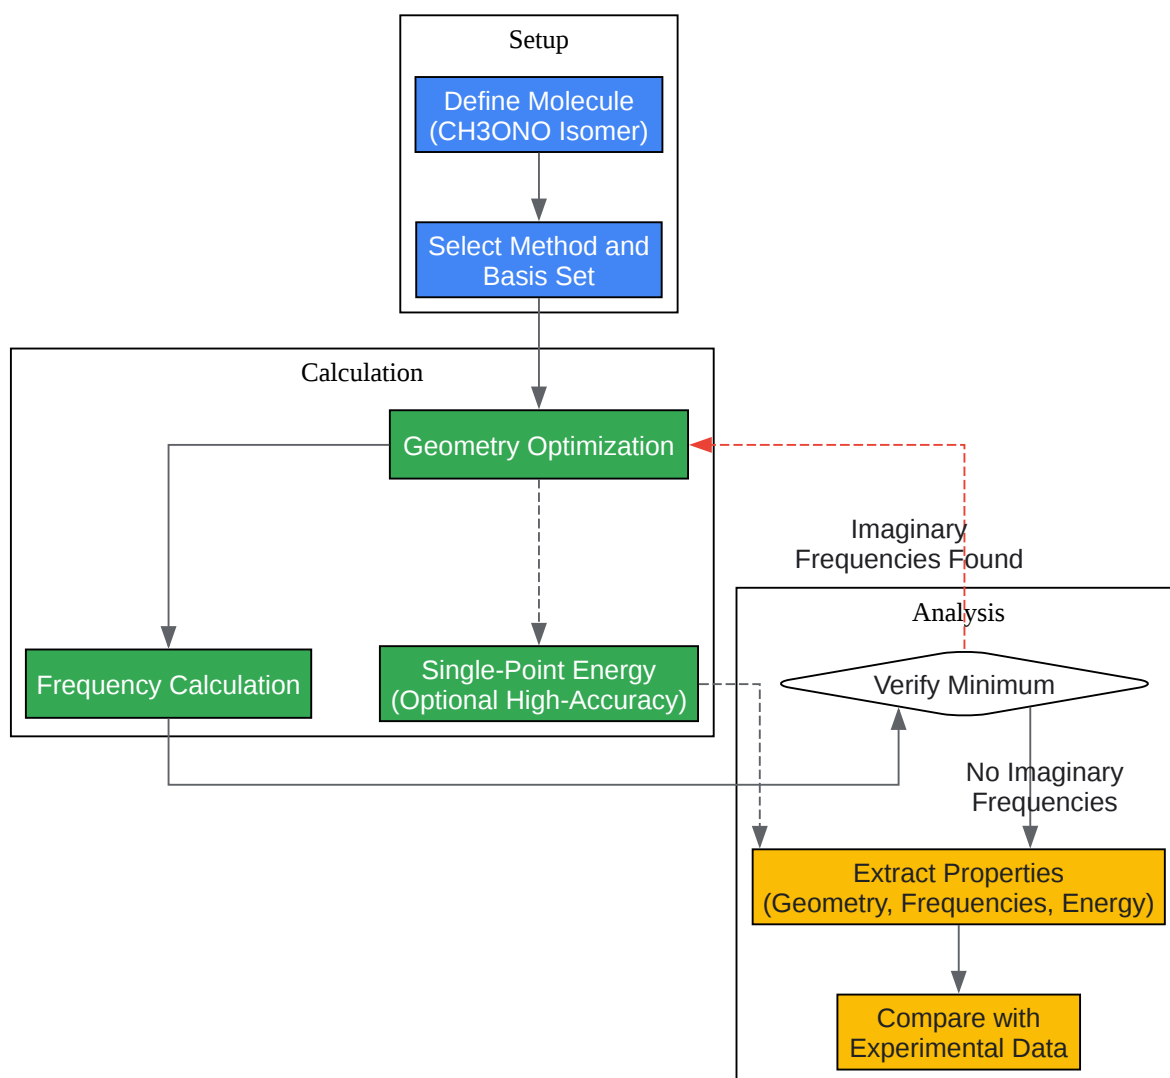 Setup
Define Molecule
(CH3ONO Isomer)
Select Method and
Basis Set
Calculation
Geometry Optimization
Imaginary
Frequencies Found
Analysis
Frequency Calculation
Single-Point Energy
(Optional High-Accuracy)
Verify Minimum
No Imaginary
Frequencies
Extract Properties
(Geometry, Frequencies, Energy)
Compare with
Experimental Data